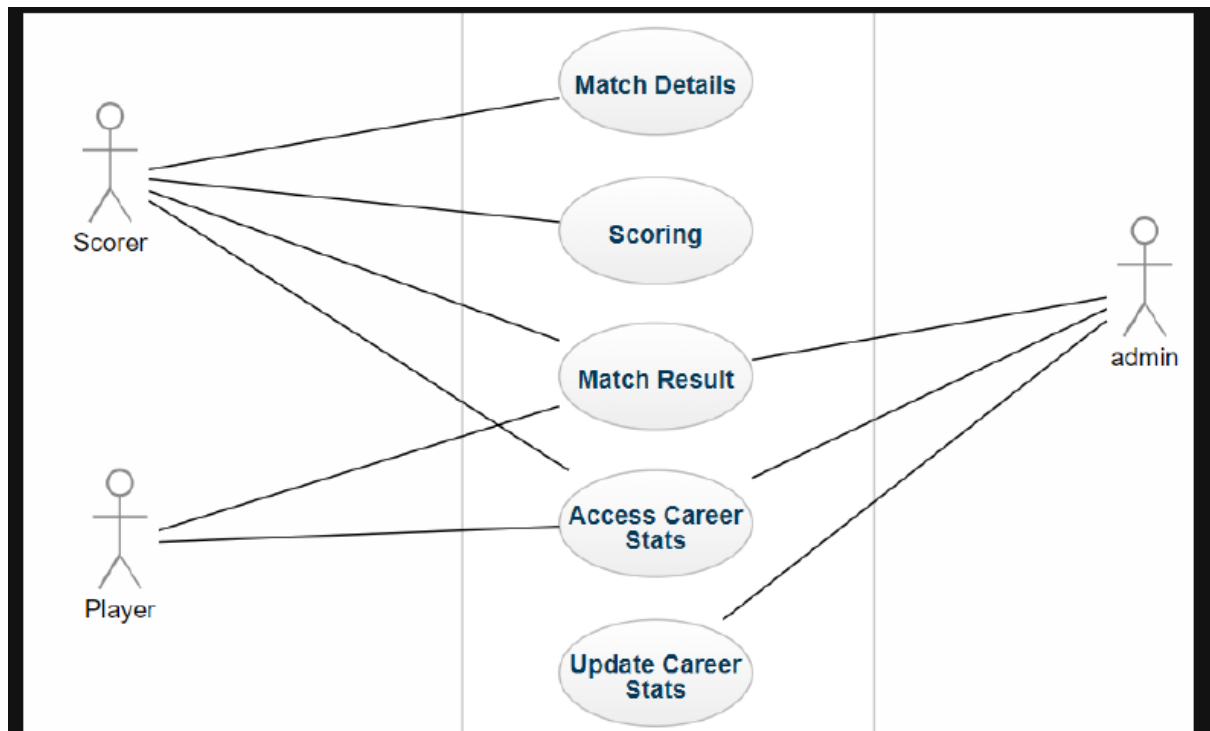 Match Details
Scorer
Scoring
admin
Match Result
Access Career
Stats
Player
Update Career
Stats